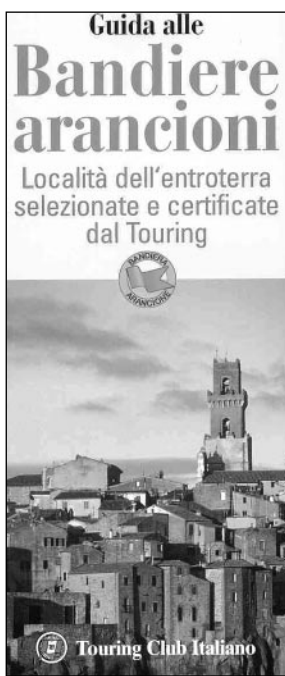 Guida alle
Bandiere
arancioni
Località dell'entroterra
selezionate e certificate
dal Touring
BANDIERA
ARANCIONE
Touring Club Italiano